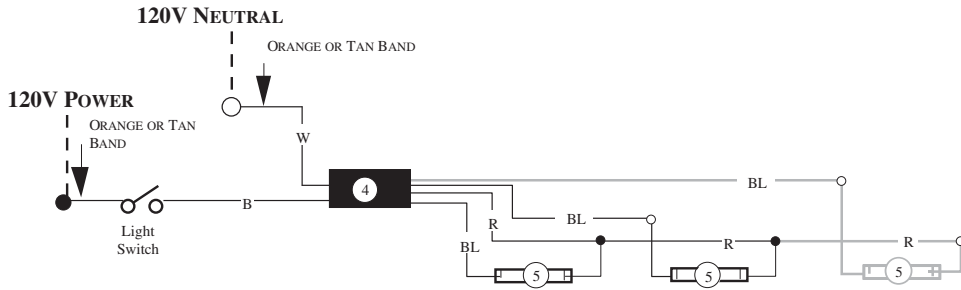 120V NEUTRAL
ORANGE OR TAN BAND
120V POWER
ORANGE OR TAN
BAND
W
4
BL
B
Light
Switch
R
BL
BL
R
R
5
5
5